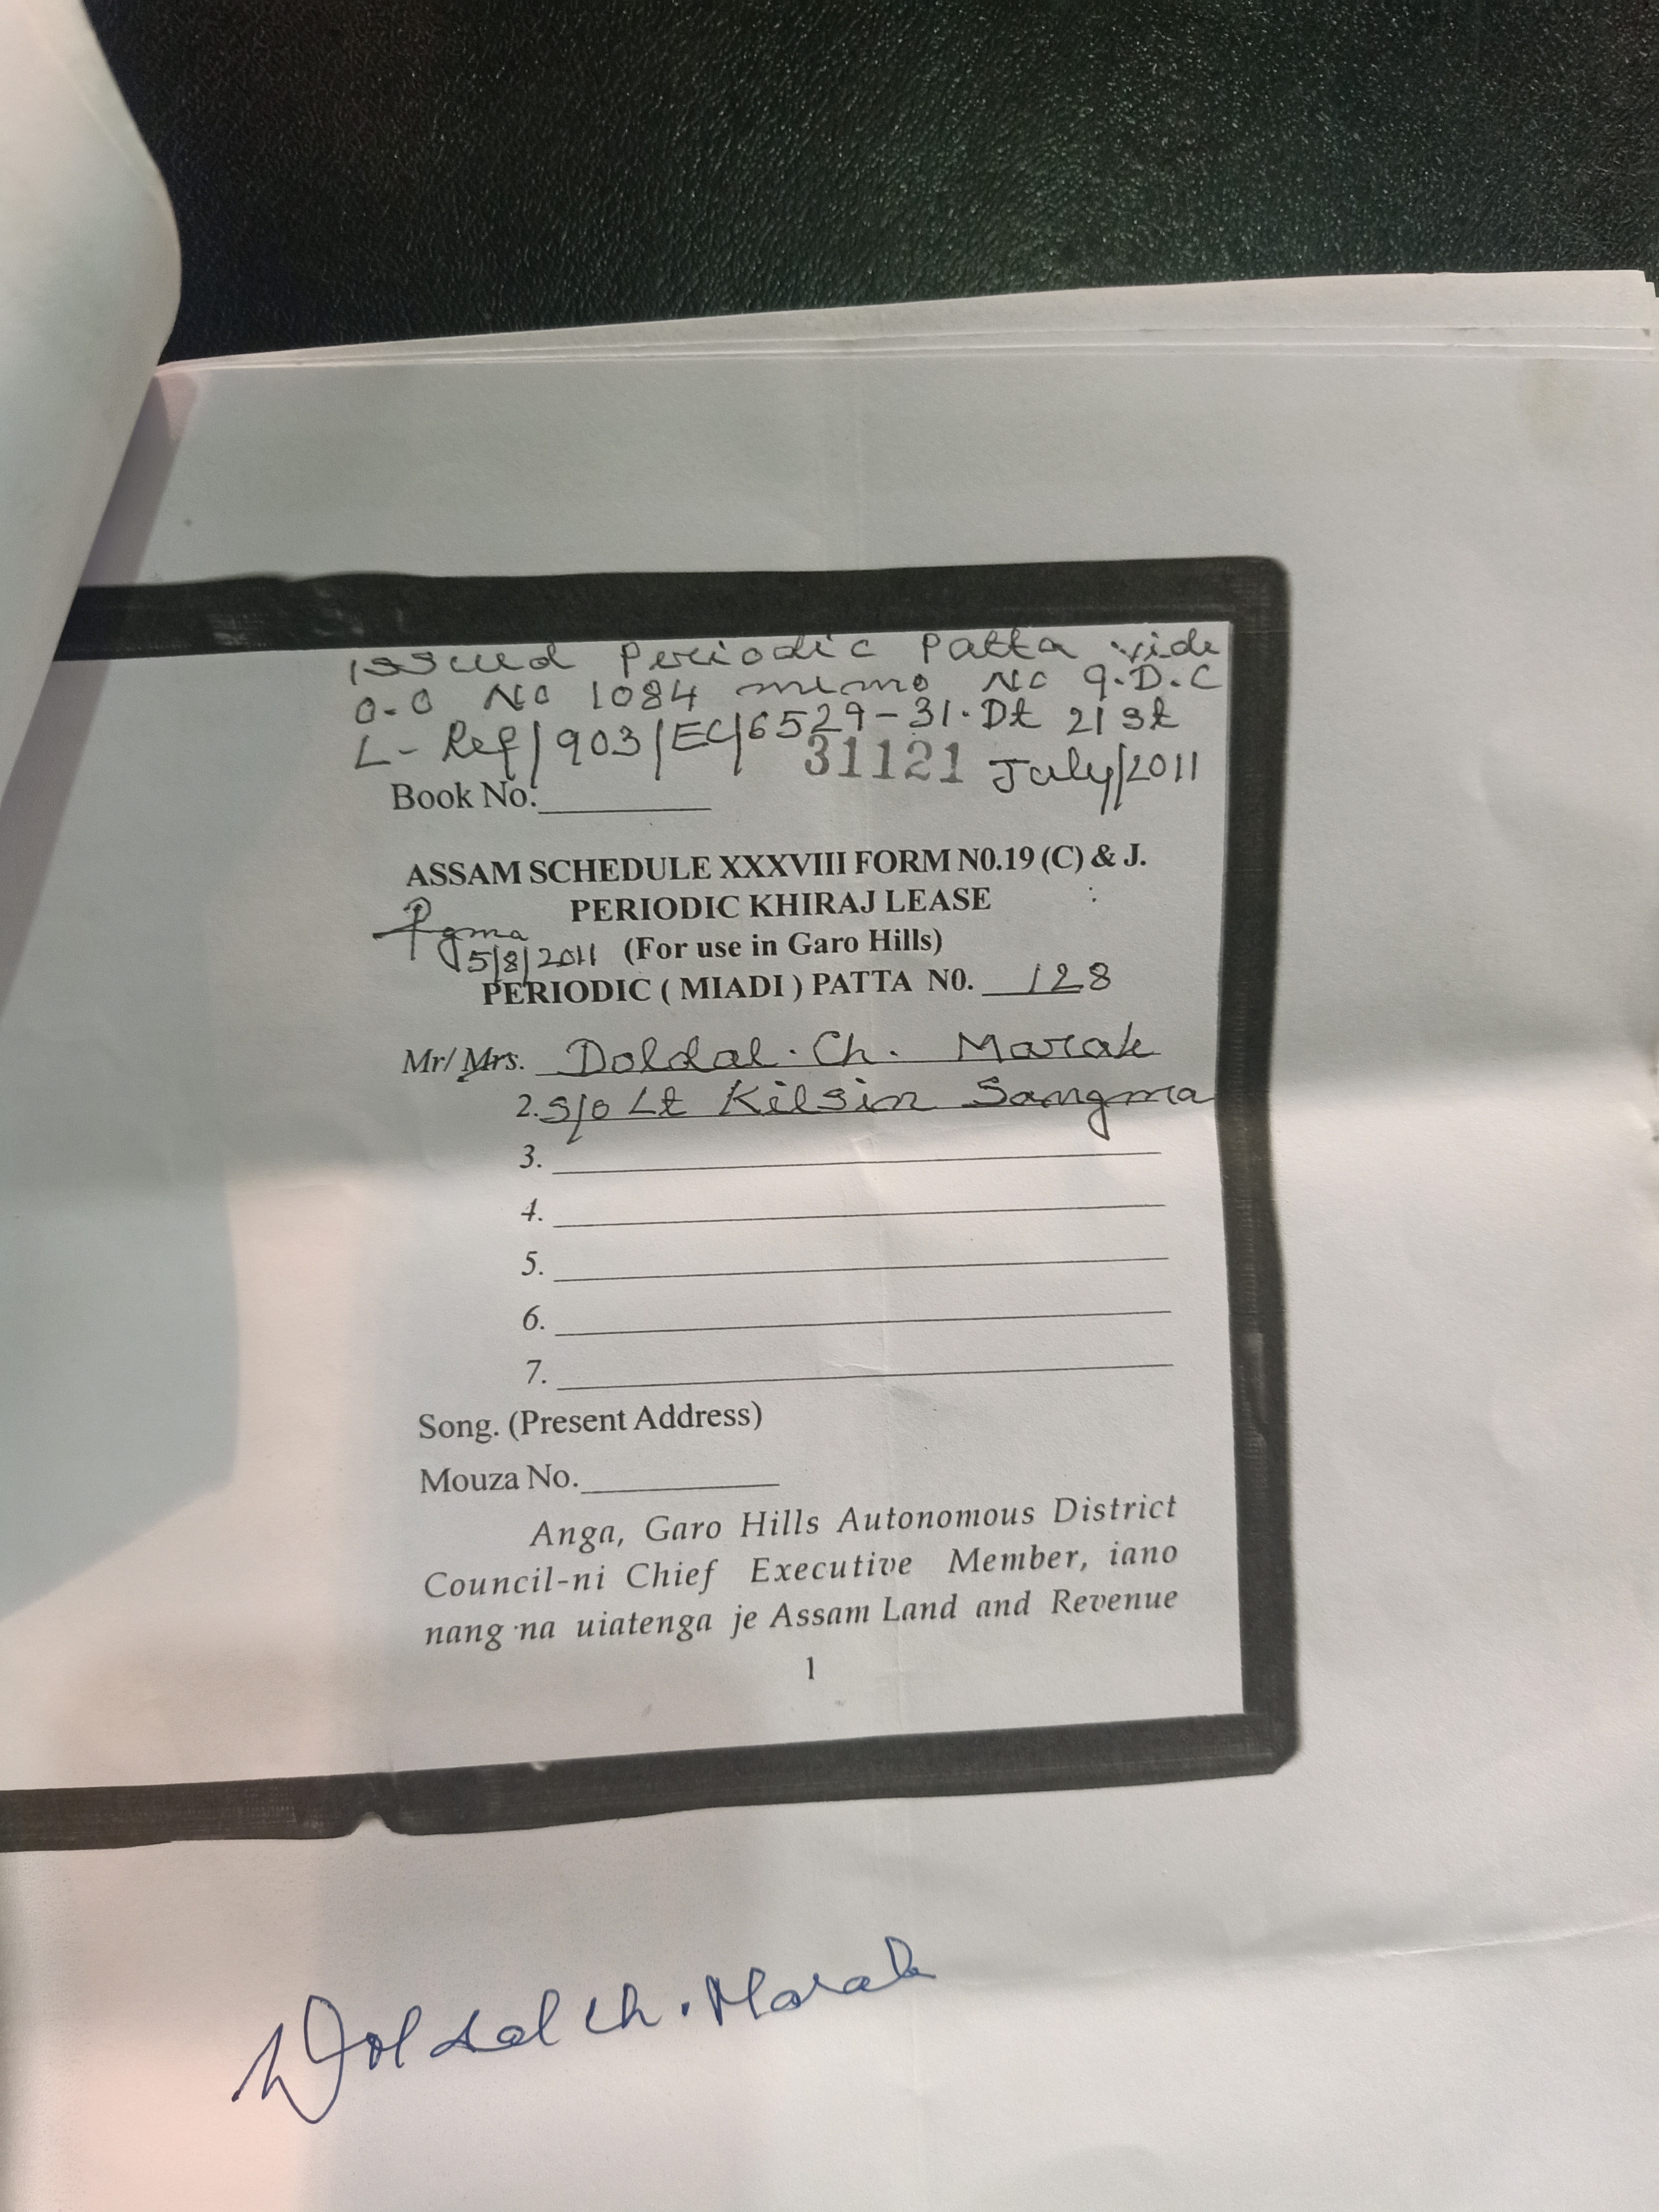 Issued Periodic Patta vide
O.O No 1084 memo No G.D.C
L-Ref/903/EC/6529-31. Dt 21st
31121 July/2011
Book No.
ASSAM SCHEDULE XXXVIII FORM N0.19 (C) & J.
PERIODIC KHIRAJ LEASE
5/8/2011 (For use in Garo Hills)
PERIODIC ( MIADI ) PATTA N0. 128
Mr/ Mrs. Doldal. Ch. Marak
2. S/o Lt Kilsin Sangma
3.
4.
5.
6.
7.
Song. (Present Address)
Mouza No.
Anga, Garo Hills Autonomous District
Council-ni Chief Executive Member, iano
nang·na uiatenga je Assam Land and Revenue
1
Doldal Ch. Marak